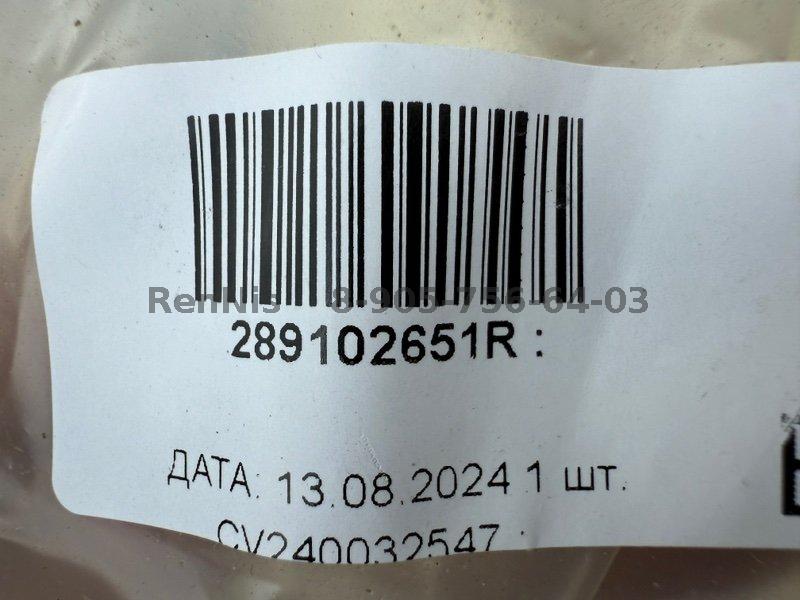 RenNis 8-905-756-64-03
289102651R :
ДАТА: 13.08.2024 1 шт.
CV240032547 :